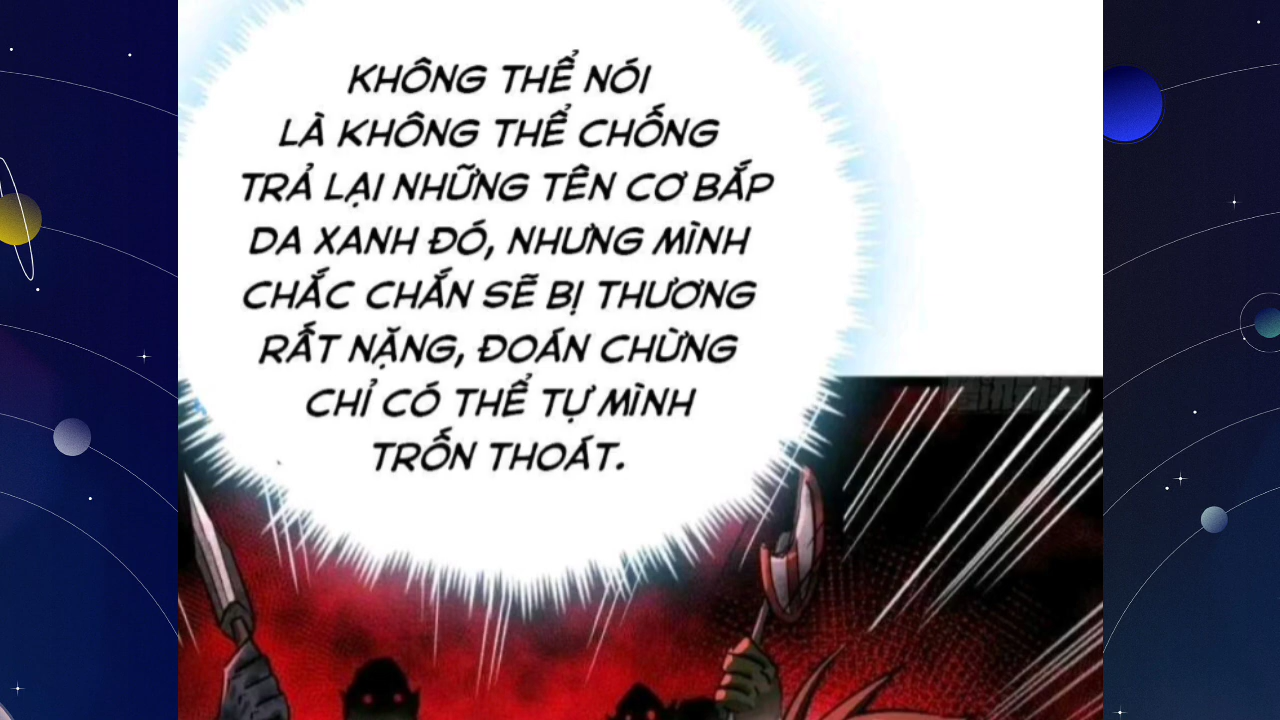 KHÔNG THỂ NÓI
LÀ KHÔNG THỂ CHỐNG
TRẢ LẠI NHỮNG TÊN CƠ BẮP
DA XANH ĐÓ, NHƯNG MÌNH
CHẮC CHẮN SẼ BỊ THƯƠNG
RẤT NẶNG, ĐOÁN CHỪNG
CHỈ CÓ THỂ TỰ MÌNH
TRỐN THOÁT.